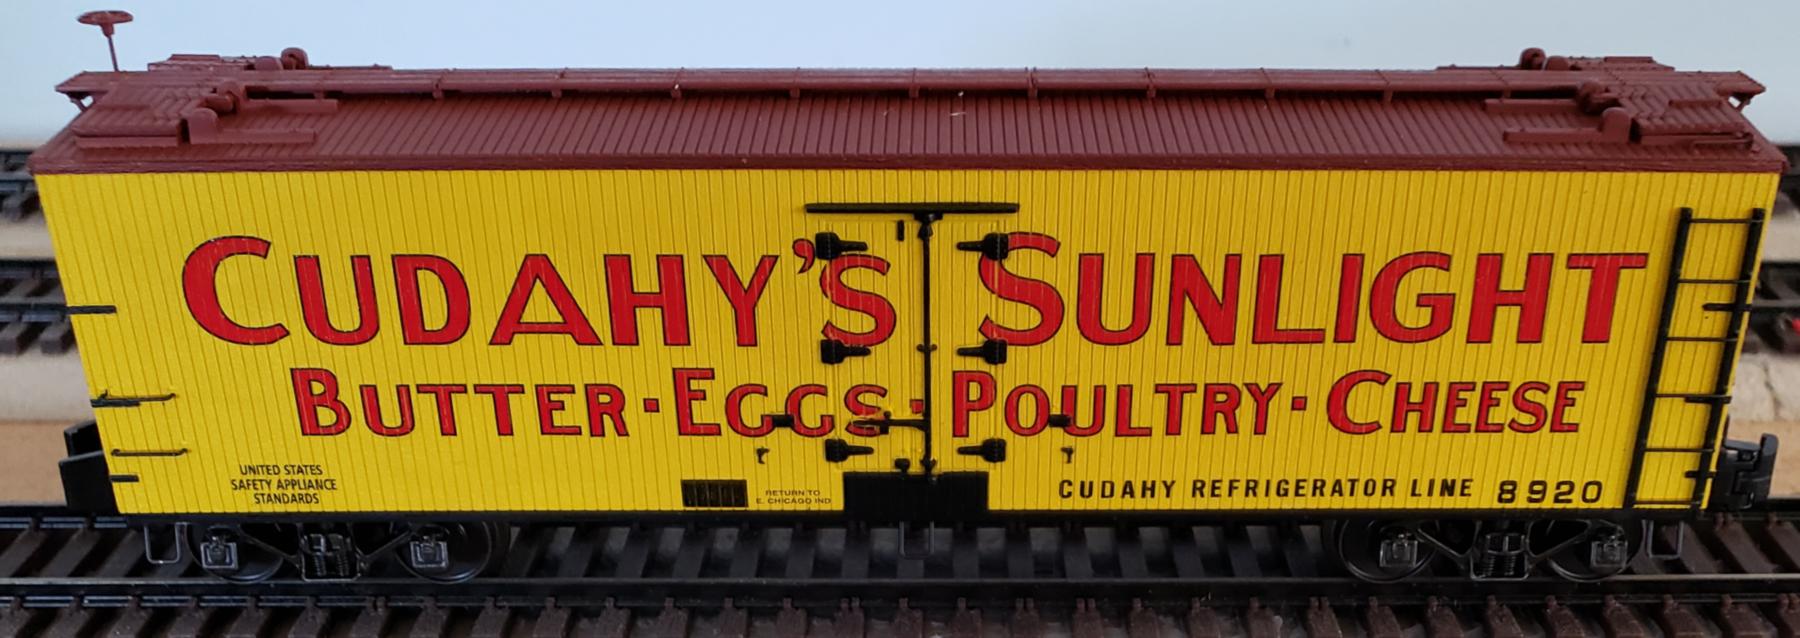 CUDAHY'S SUNLIGHT
BUTTER·EGGS·POULTRY·CHEESE
UNITED STATES
SAFETY APPLIANCE
STANDARDS
RETURN TO
E. CHICAGO IND
CUDAHY REFRIGERATOR LINE 8920